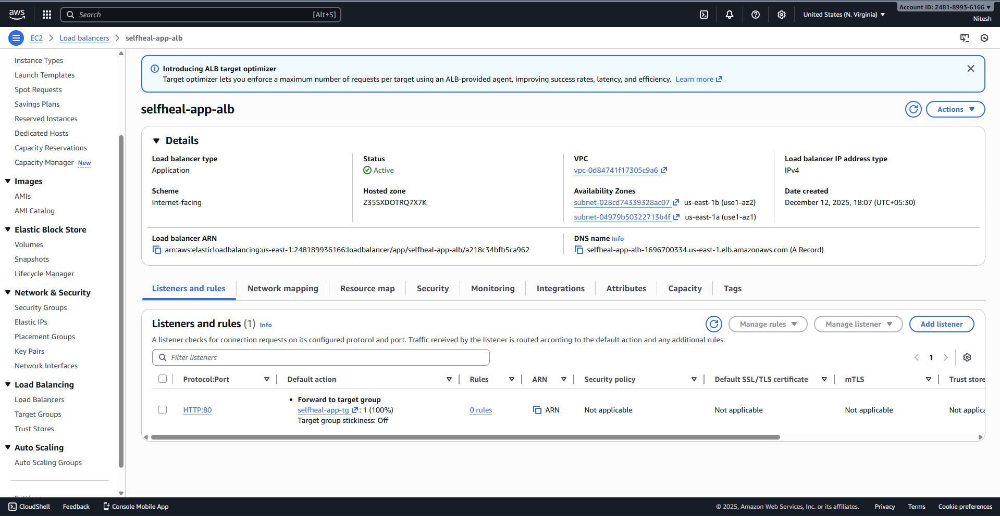 aws
Search
[Alt+S]
United States (N. Virginia)
Account ID: 2481-8993-6166
Nitesh
EC2
Load balancers
selfheal-app-alb
Instance Types
Launch Templates
Spot Requests
Savings Plans
Reserved Instances
Dedicated Hosts
Capacity Reservations
Capacity Manager New
Images
AMIs
AMI Catalog
Elastic Block Store
Volumes
Snapshots
Lifecycle Manager
Network & Security
Security Groups
Elastic IPs
Placement Groups
Key Pairs
Network Interfaces
Load Balancing
Load Balancers
Target Groups
Trust Stores
Auto Scaling
Auto Scaling Groups
Introducing ALB target optimizer
Target optimizer lets you enforce a maximum number of requests per target using an ALB-provided agent, improving success rates, latency, and efficiency. Learn more
selfheal-app-alb
Actions
Details
Load balancer type
Application
Status
Active
VPC
vpc-0d84741f17305c9a6
Load balancer IP address type
IPv4
Scheme
Internet-facing
Hosted zone
Z35SXDOTRQ7X7K
Availability Zones
subnet-028cd74339328ac07 us-east-1b (use1-az2)
subnet-04979b50322713b4f us-east-1a (use1-az1)
Date created
December 12, 2025, 18:07 (UTC+05:30)
Load balancer ARN
arn:aws:elasticloadbalancing:us-east-1:248189936166:loadbalancer/app/selfheal-app-alb/a218c34bfb5ca962
DNS name Info
selfheal-app-alb-1696700334.us-east-1.elb.amazonaws.com (A Record)
Listeners and rules
Network mapping
Resource map
Security
Monitoring
Integrations
Attributes
Capacity
Tags
Listeners and rules (1) Info
Manage rules
Manage listener
Add listener
A listener checks for connection requests on its configured protocol and port. Traffic received by the listener is routed according to the default action and any additional rules.
Filter listeners
1
Protocol:Port
Default action
Rules
ARN
Security policy
Default SSL/TLS certificate
mTLS
Trust store
HTTP:80
• Forward to target group
selfheal-app-tg : 1 (100%)
Target group stickiness: Off
0 rules
ARN
Not applicable
Not applicable
Not applicable
Not applica
CloudShell
Feedback
Console Mobile App
© 2025, Amazon Web Services, Inc. or its affiliates.
Privacy
Terms
Cookie preferences